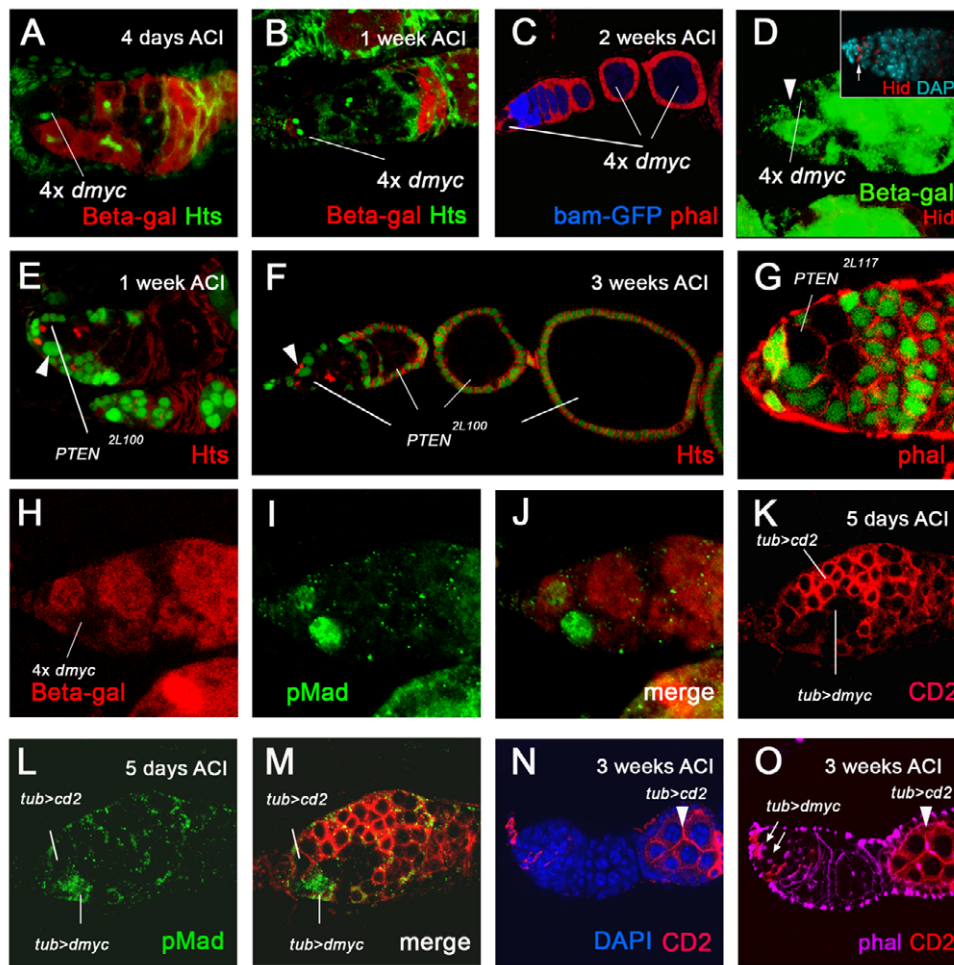 A
4 days ACI
4x dmyc
Beta-gal Hts
B
1 week ACI
4x dmyc
Beta-gal Hts
C
2 weeks ACI
4x dmyc
bam-GFP phal
D
Hid DAPI
4x dmyc
Beta-gal
Hid
E
1 week ACI
PTEN 2L100
Hts
F
3 weeks ACI
PTEN 2L100
Hts
G
PTEN 2L117
phal
H
4x dmyc
Beta-gal
I
pMad
J
merge
K
5 days ACI
tub>cd2
tub>dmyc
CD2
L
5 days ACI
tub>cd2
tub>dmyc
pMad
M
tub>cd2
tub>dmyc
merge
N
3 weeks ACI
tub>cd2
DAPI CD2
O
3 weeks ACI
tub>cd2
tub>dmyc
phal CD2